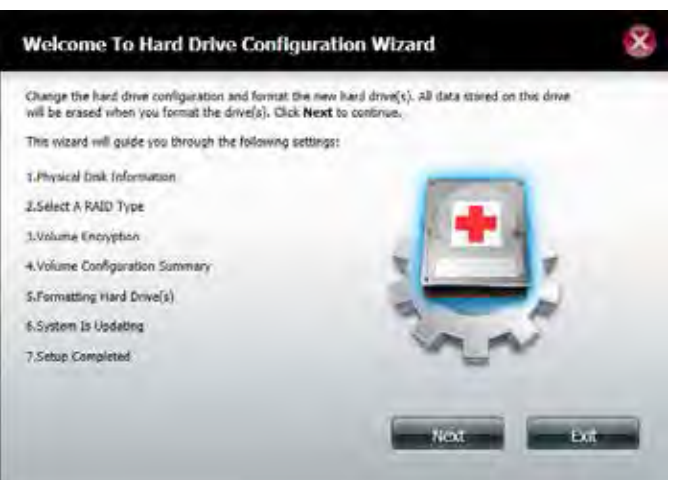 Welcome To Hard Drive Configuration Wizard
Change the hard drive configuration and format the new hard drive(s). All data stored on this drive
will be erased when you format the drive(s). Click Next to continue.
This wizard will guide you through the following settings:
1.Physical Disk Information
2.Select A RAID Type
3.Volume Encryption
4.Volume Configuration Summary
5.Formatting Hard Drive(s)
6.System Is Updating
7.Setup Completed
Next
Exit